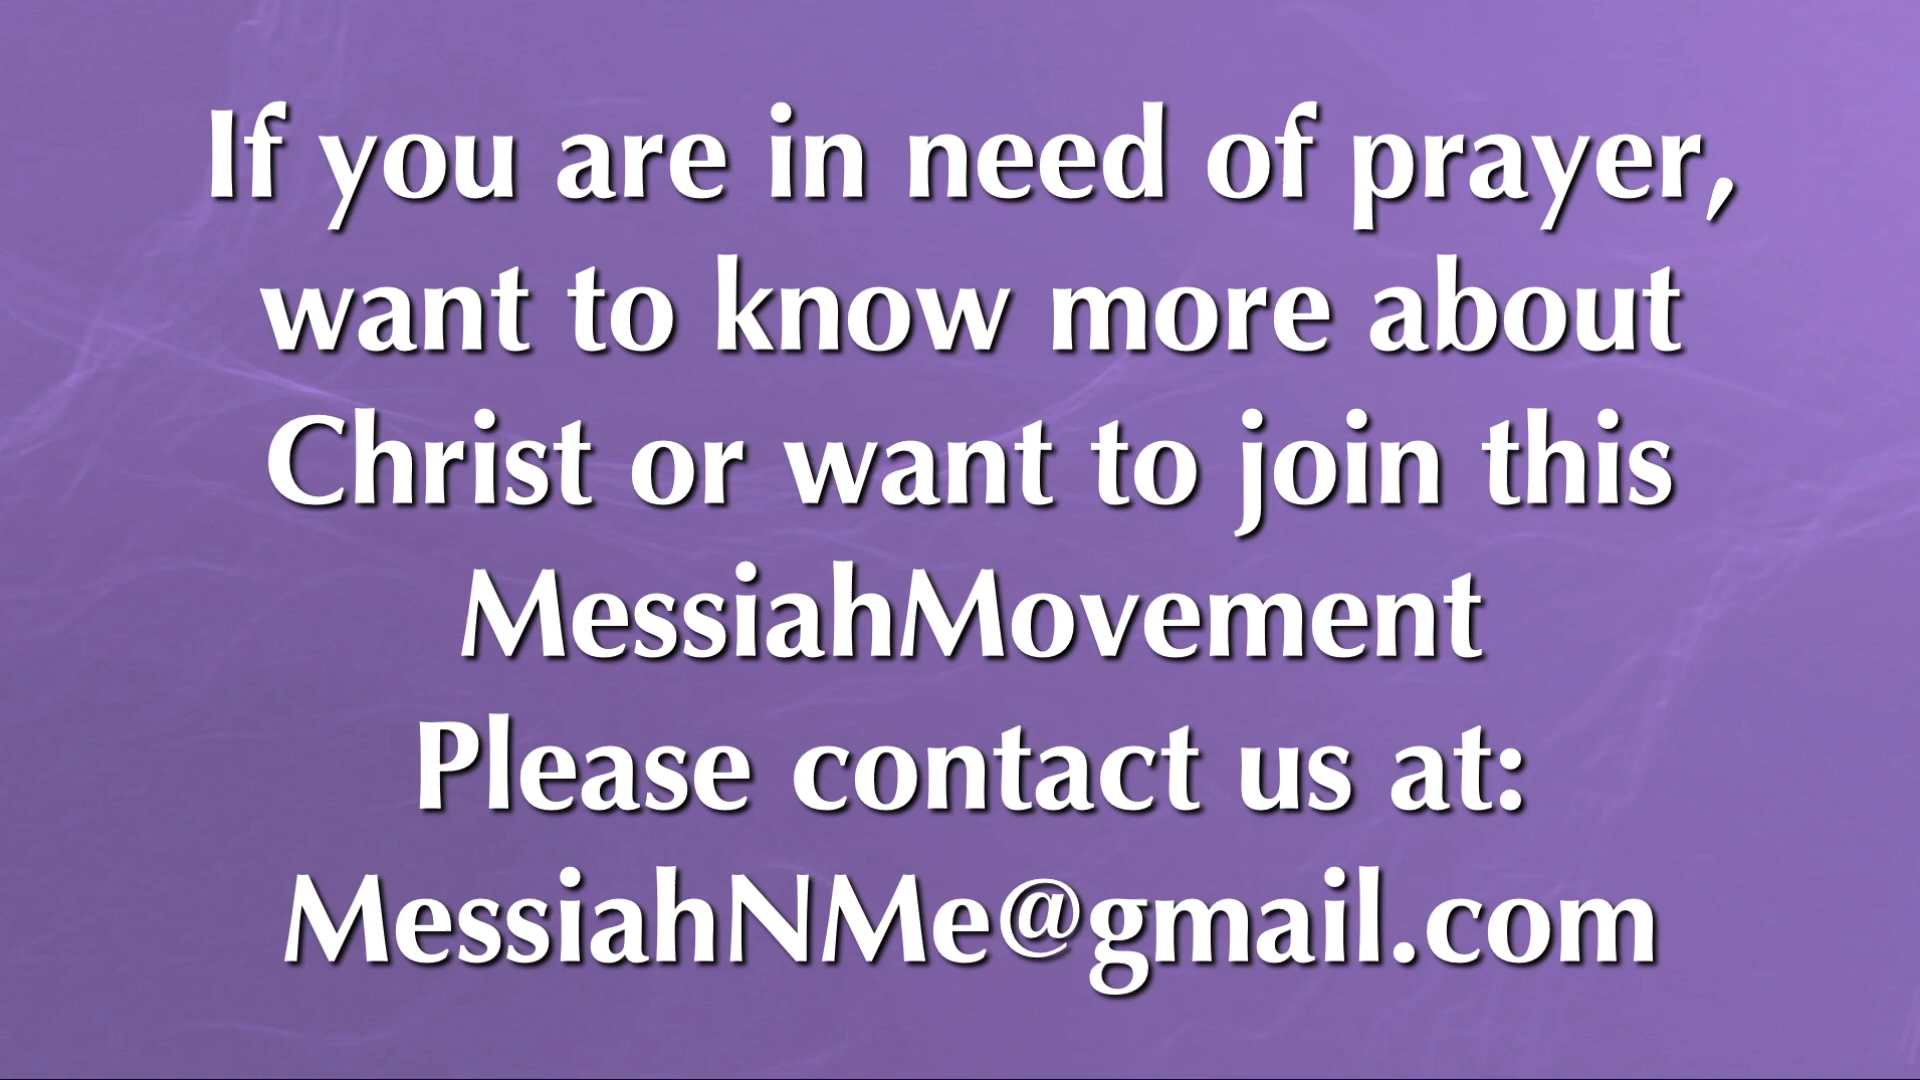 If you are in need of prayer,
want to know more about
Christ or want to join this
MessiahMovement
Please contact us at:
MessiahNMe@gmail.com